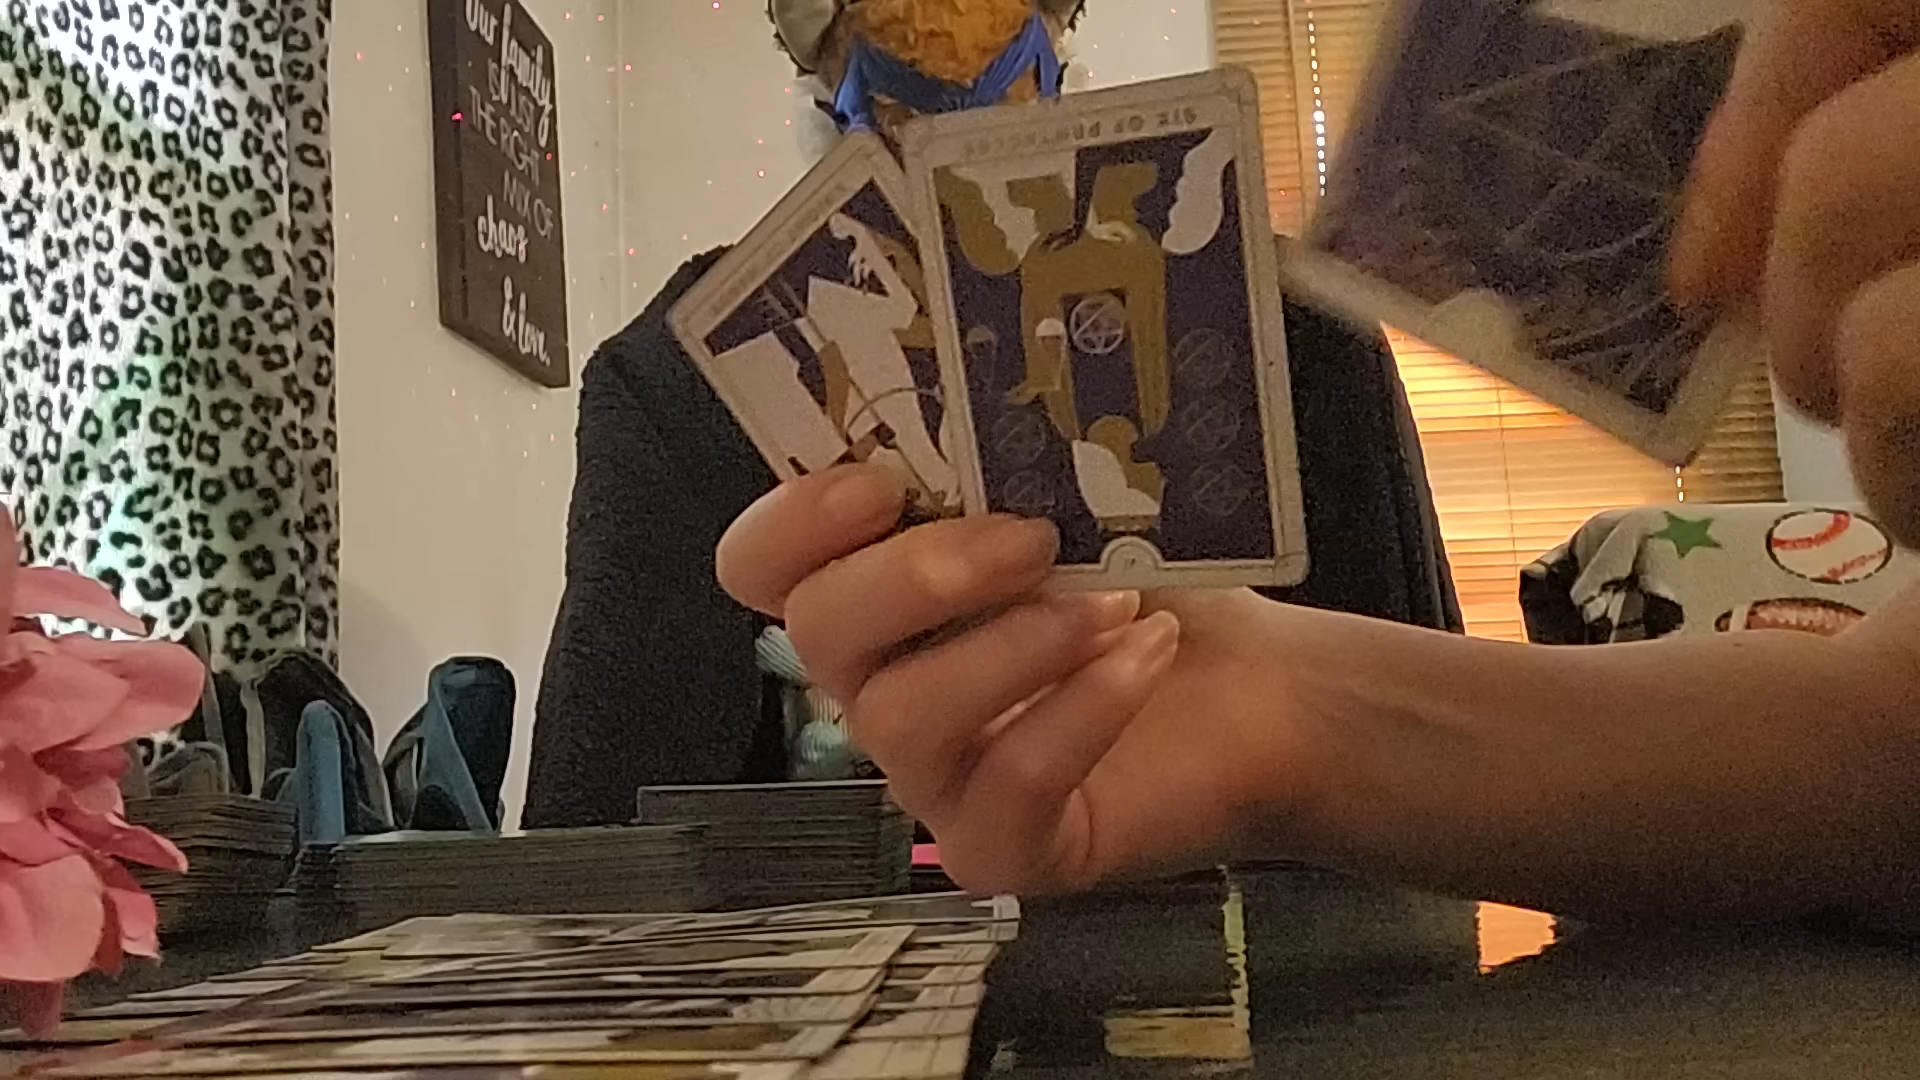 Our family
IS JUST
THE RIGHT
MIX OF
chaos
& love.
SIX OF PENTACLES